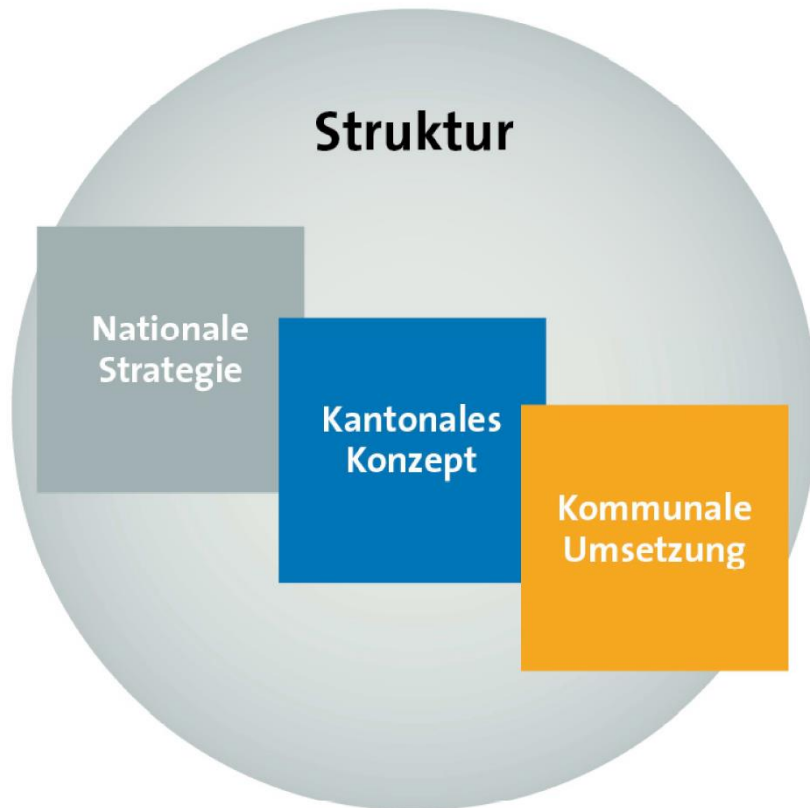 Struktur
Nationale
Strategie
Kantonales
Konzept
Kommunale
Umsetzung